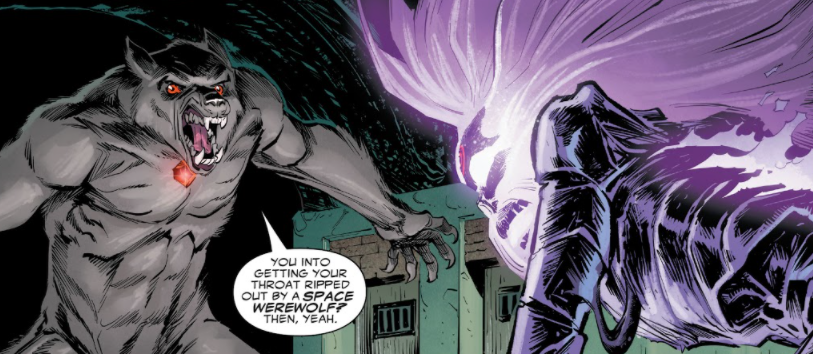 YOU INTO
GETTING YOUR
THROAT RIPPED
OUT BY A SPACE
WEREWOLF?
THEN, YEAH.